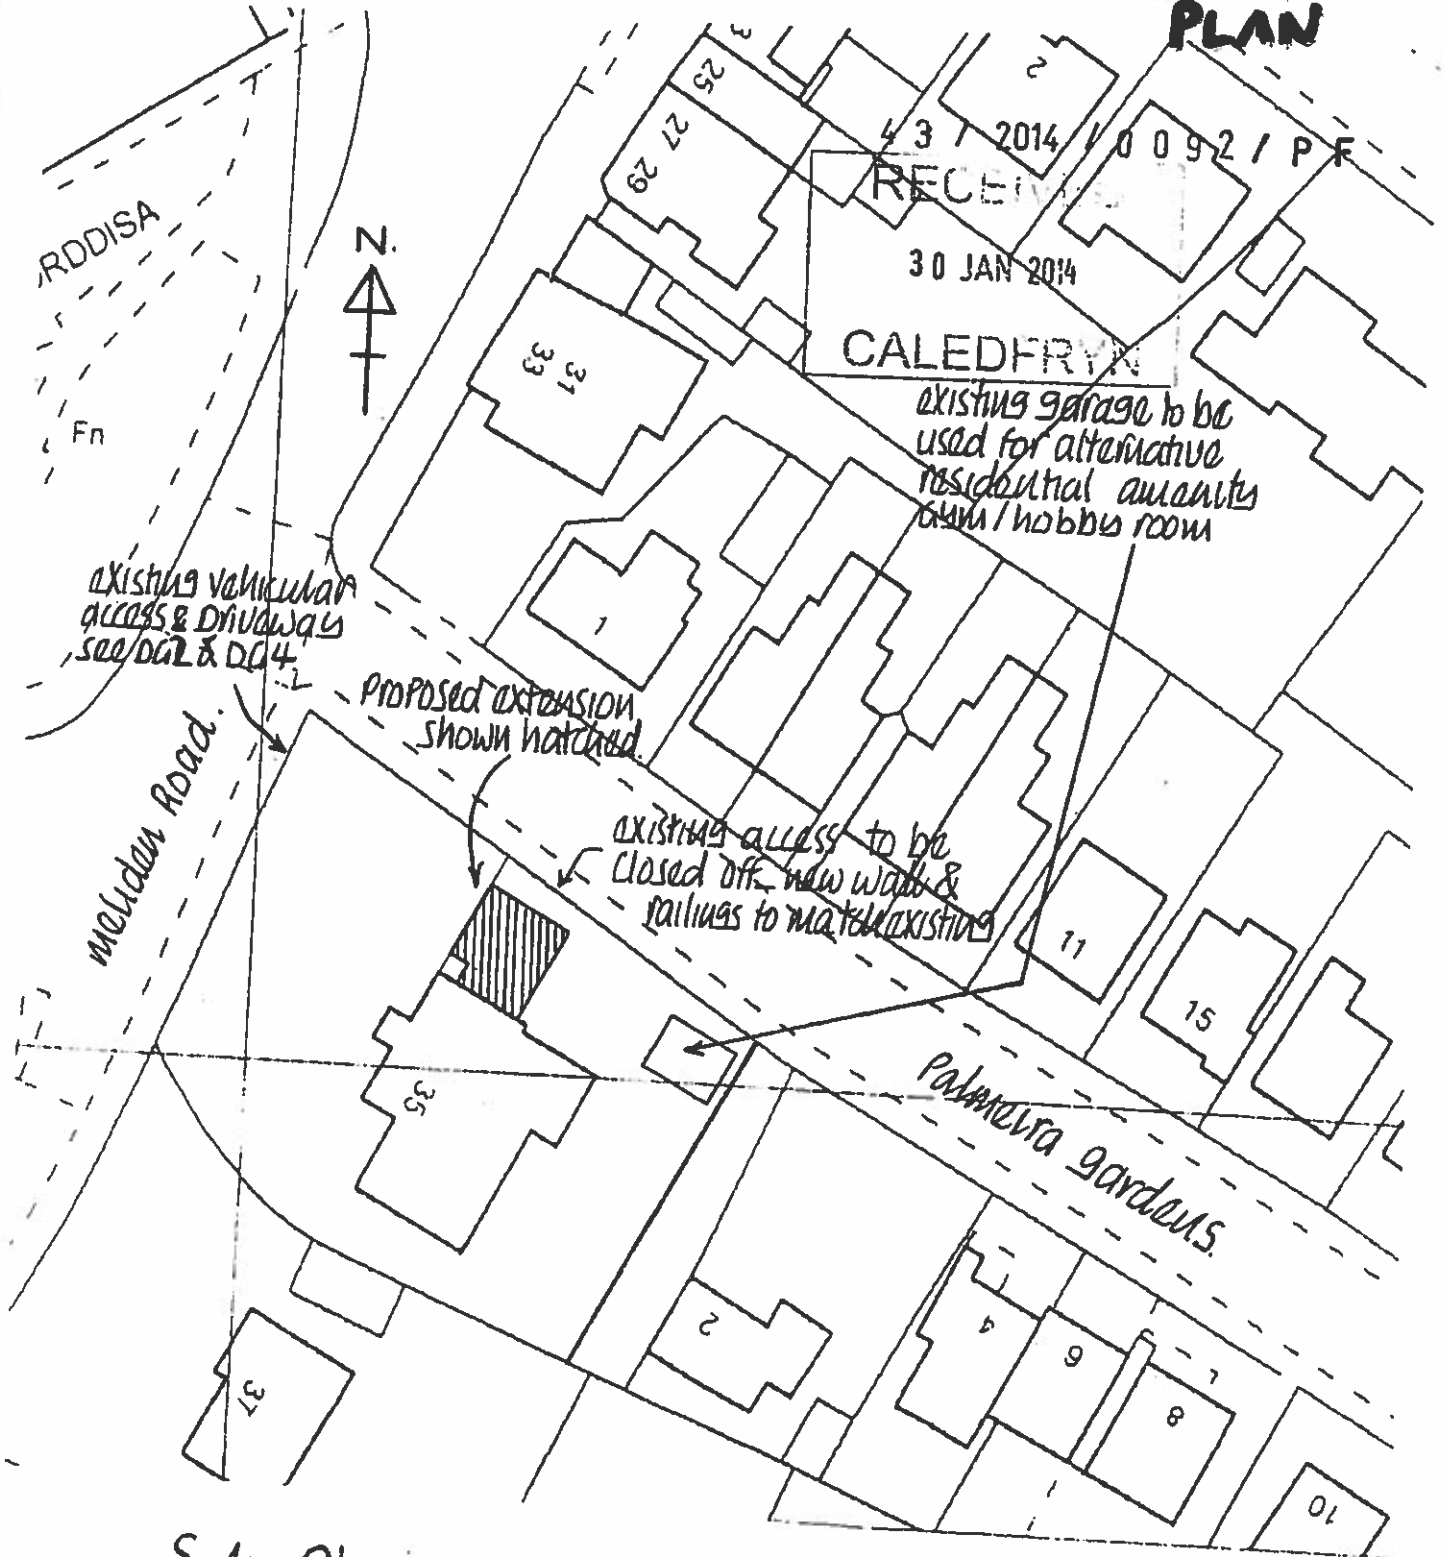 PLAN
43 / 2014 / 0092 / PF
30 JAN 2014
CALEDFRYN
25
27
29
2
RDDISA
N.
31
33
Fn
existing garage to be
used for alternative
residential amenity
Gym/hobby room
existing vehicular
access & Driveway
see DG2 & DG4
1
Proposed extension
shown hatched.
Meliden Road.
existing access to be
closed off new wall &
railings to match existing
11
15
35
Palmeira gardens.
2
4
6
8
37
10